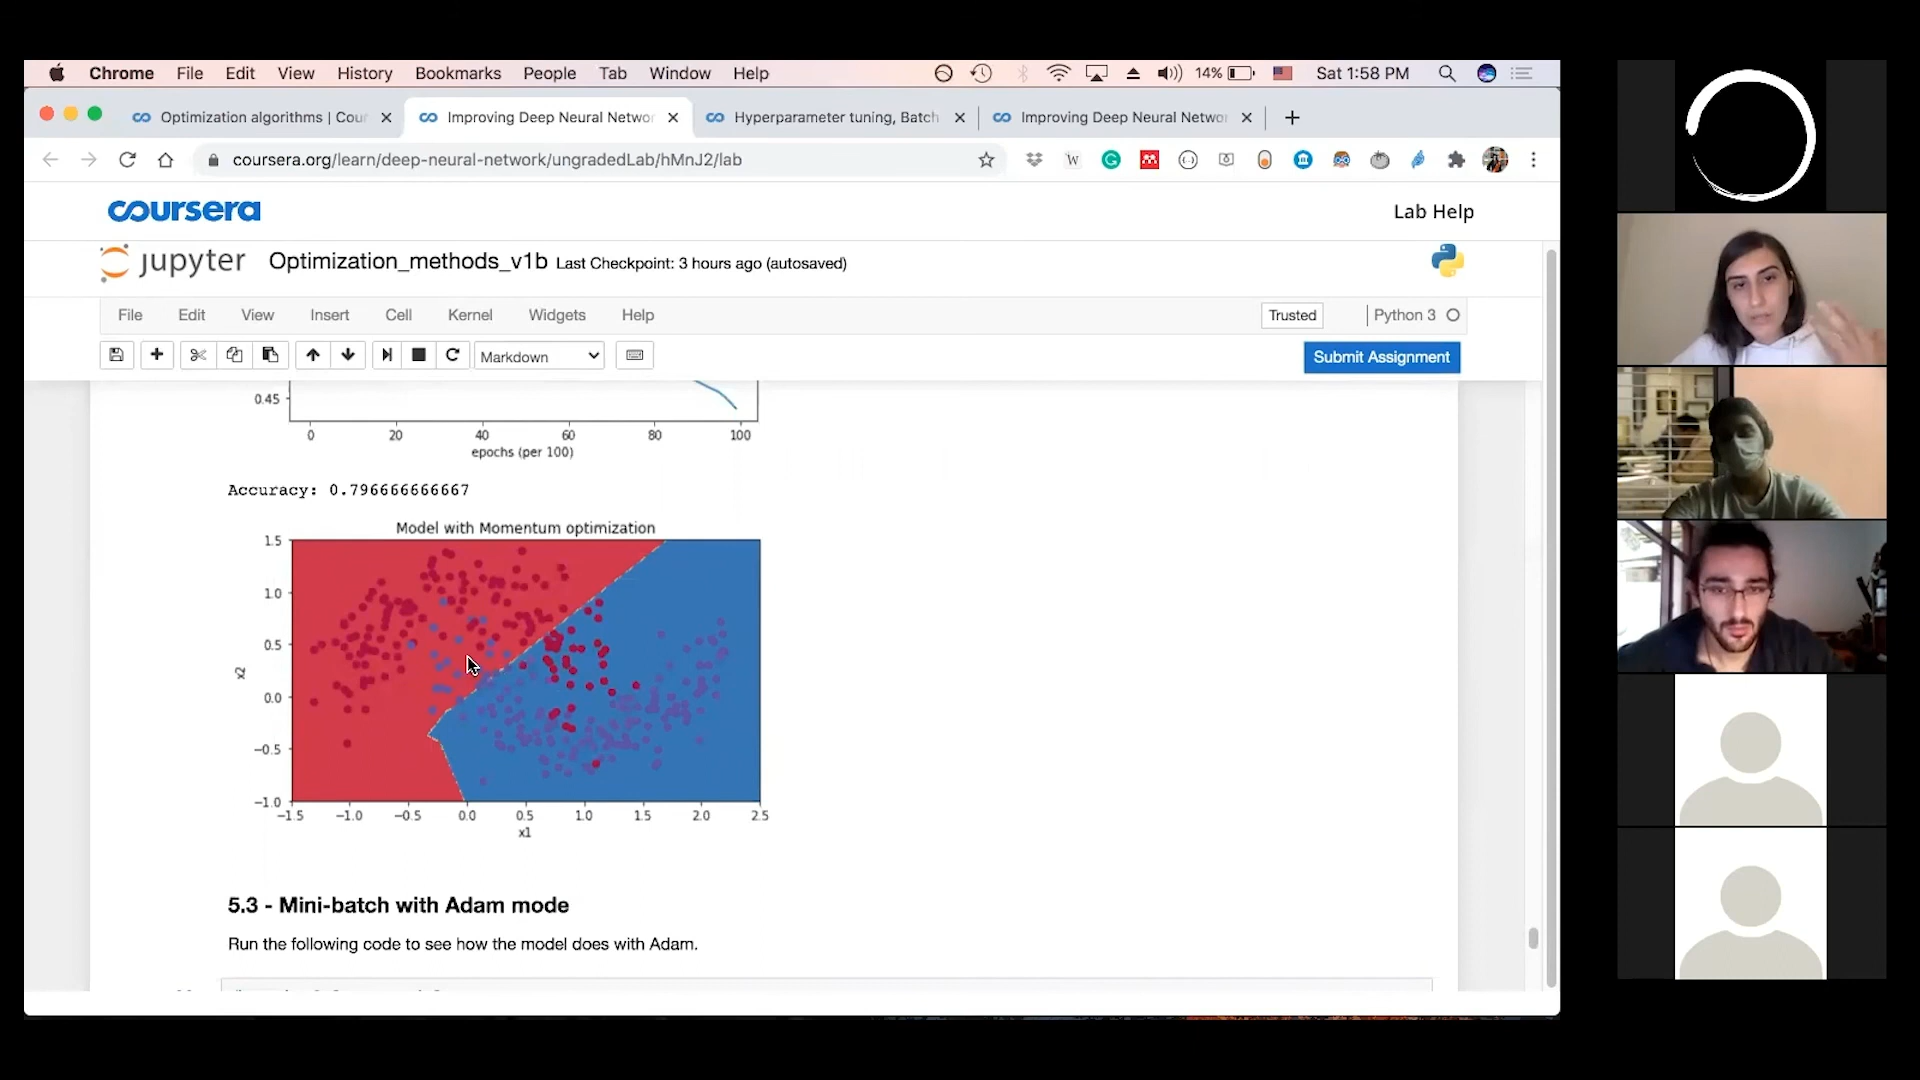 Chrome File Edit View History Bookmarks People Tab Window Help 14% Sat 1:58 PM
Optimization algorithms | Cour Improving Deep Neural Networ Hyperparameter tuning, Batch Improving Deep Neural Networ
coursera.org/learn/deep-neural-network/ungradedLab/hMnJ2/lab
coursera Lab Help
jupyter Optimization_methods_v1b Last Checkpoint: 3 hours ago (autosaved)
File Edit View Insert Cell Kernel Widgets Help Trusted Python 3
Markdown Submit Assignment
0.45
0 20 40 60 80 100
epochs (per 100)
Accuracy: 0.796666666667
Model with Momentum optimization
1.5
1.0
0.5
x2
0.0
−0.5
−1.0
−1.5 −1.0 −0.5 0.0 0.5 1.0 1.5 2.0 2.5
x1
5.3 - Mini-batch with Adam mode
Run the following code to see how the model does with Adam.